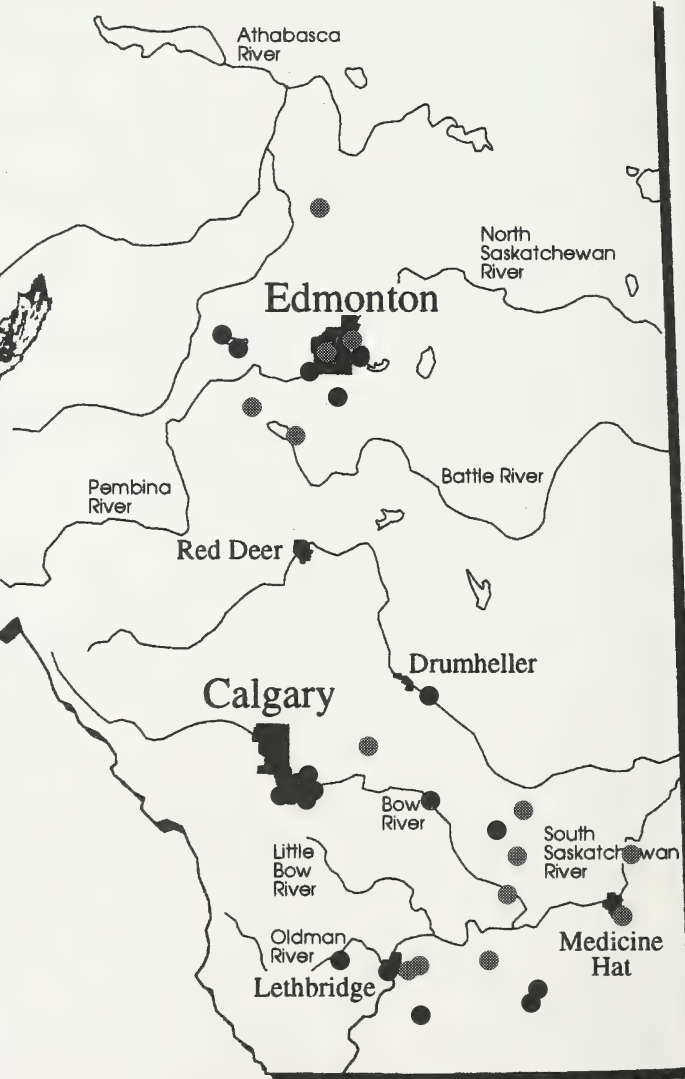 Athabasca
River
North
Saskatchewan
River
Edmonton
Battle River
Pembina
River
Red Deer
Drumheller
Calgary
Bow
River
South
Saskatchewan
River
Little
Bow
River
Oldman
River
Medicine
Hat
Lethbridge